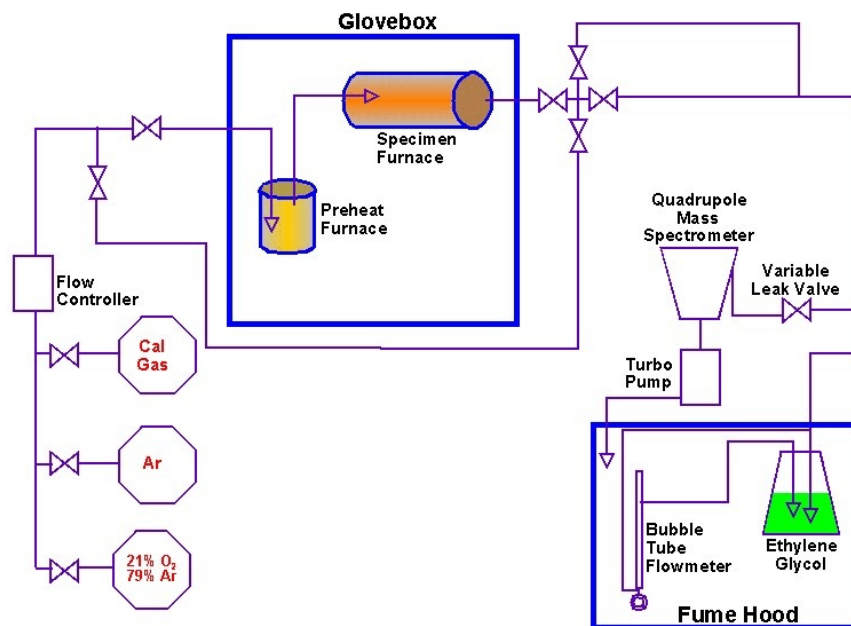 Glovebox
Specimen
Furnace
Preheat
Furnace
Quadrupole
Mass
Spectrometer
Variable
Leak Valve
Flow
Controller
Cal
Gas
Turbo
Pump
Ar
21% O₂
79% Ar
Bubble
Tube
Flowmeter
Ethylene
Glycol
Fume Hood